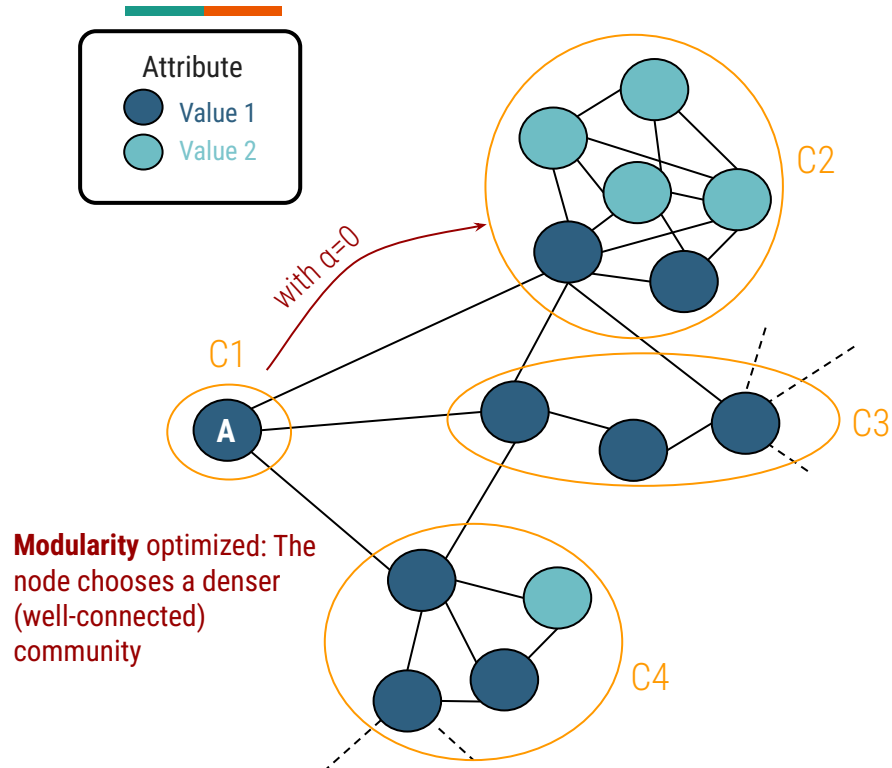 Attribute
Value 1
Value 2
C2
with α=0
C1
A
C3
Modularity optimized: The
node chooses a denser
(well-connected)
community
C4